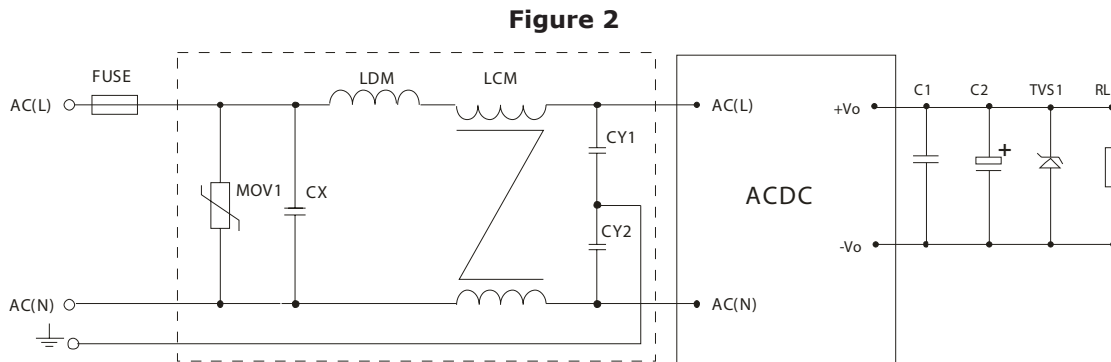 Figure 2
FUSE
LDM
LCM
C1
C2
TVS1
RL
AC(L)
AC(L)
+Vo
CY1
+
MOV1
CX
ACDC
CY2
-Vo
AC(N)
AC(N)